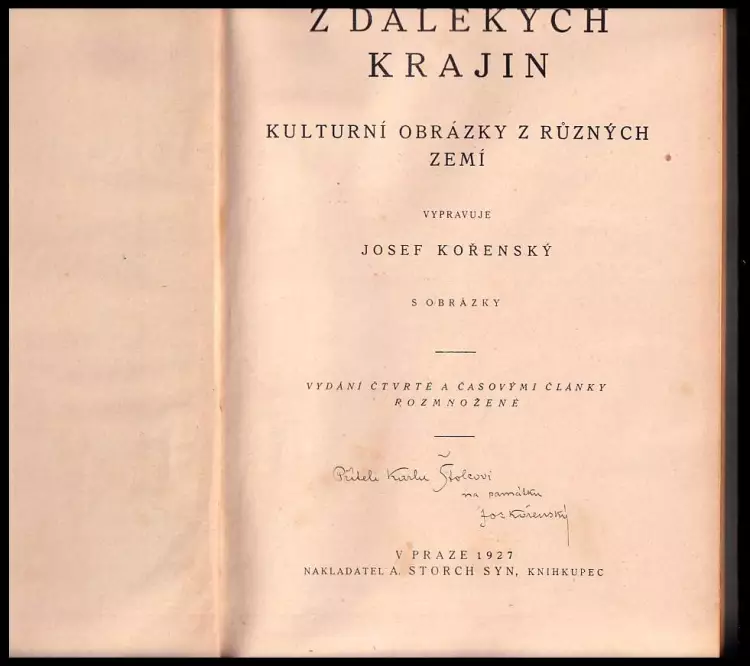 Z DALEKÝCH
KRAJIN
KULTURNÍ OBRÁZKY Z RŮZNÝCH
ZEMÍ
VYPRAVUJE
JOSEF KOŘENSKÝ
S OBRÁZKY
VYDÁNÍ ČTVRTÉ A ČASOVÝMI ČLÁNKY
ROZMNOŽENÉ
Příteli Karlu Štolcovi
na památku
Jos Kořenský
V PRAZE 1927
NAKLADATEL A. STORCH SYN, KNIHKUPEC